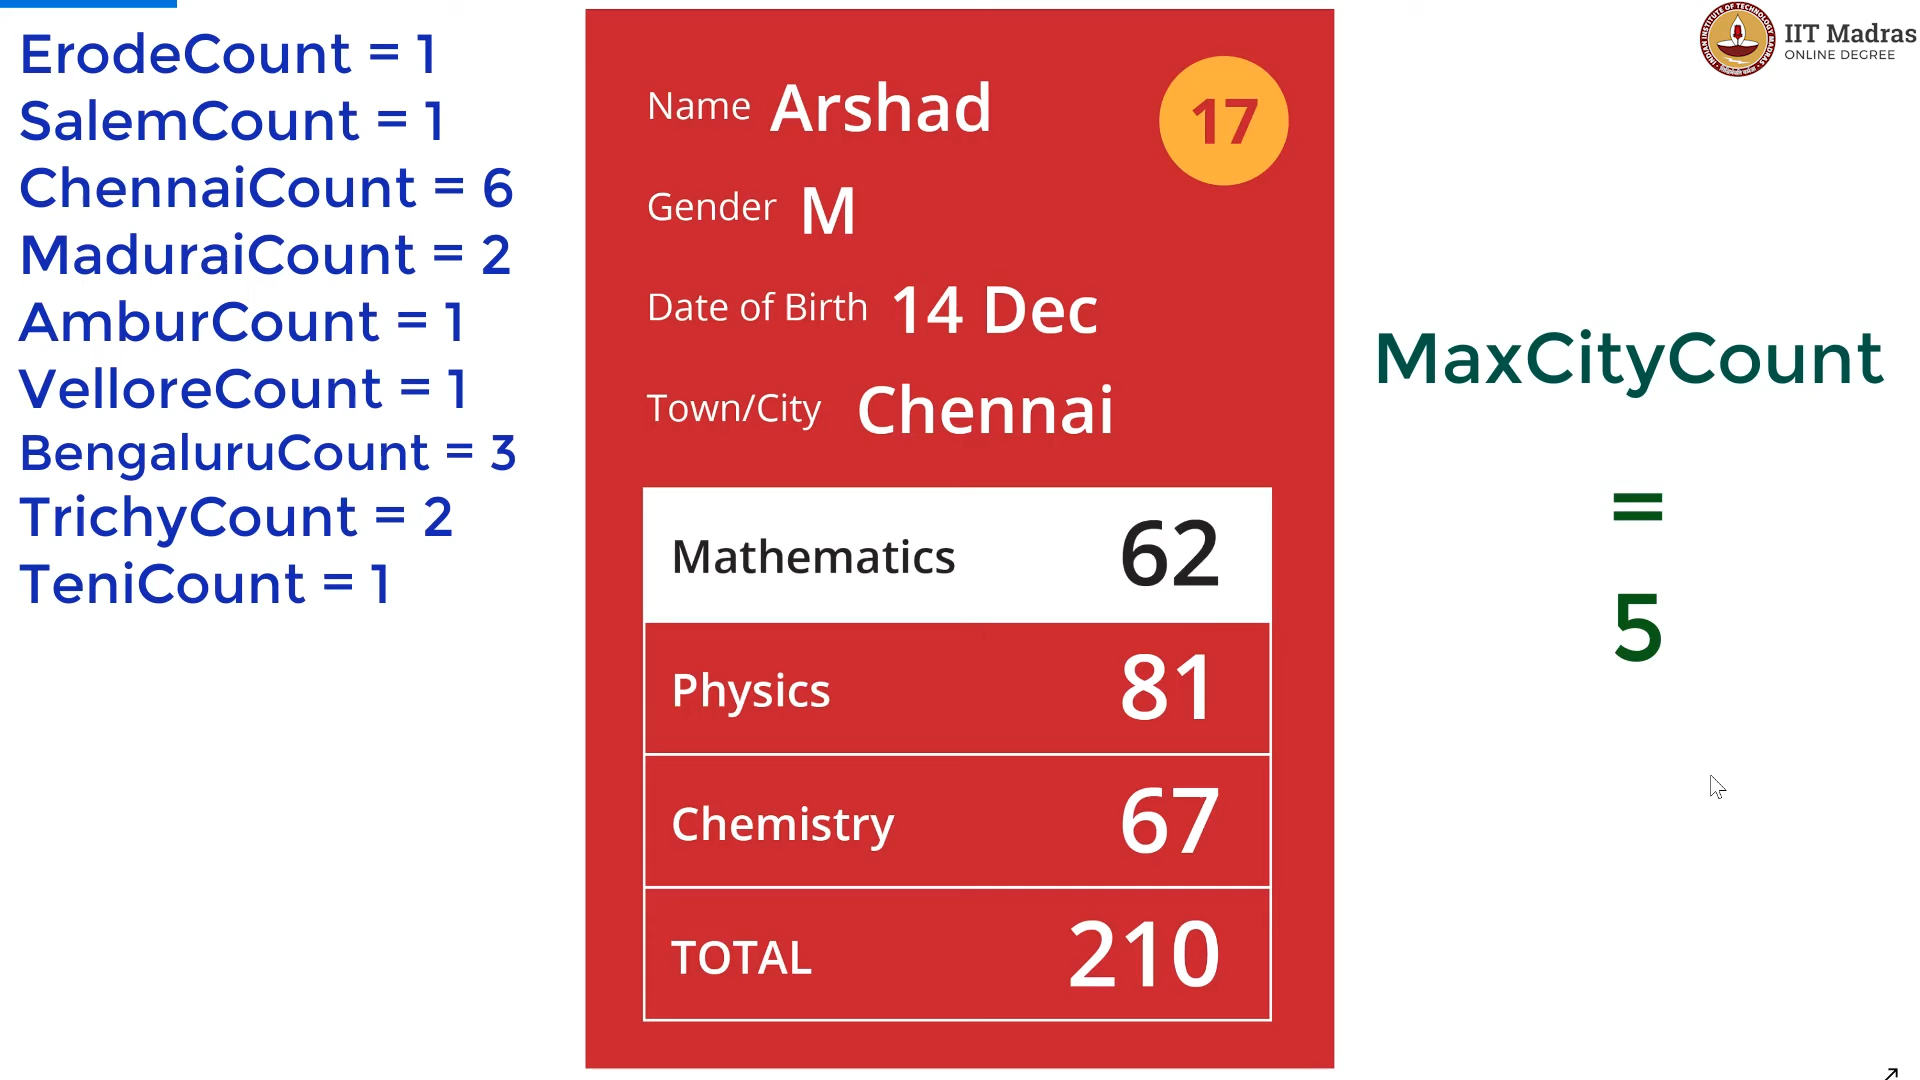 ErodeCount = 1
SalemCount = 1
ChennaiCount = 6
MaduraiCount = 2
AmburCount = 1
VelloreCount = 1
BengaluruCount = 3
TrichyCount = 2
TeniCount = 1
Name Arshad
17
Gender M
Date of Birth 14 Dec
Town/City Chennai
Mathematics 62
Physics 81
Chemistry 67
TOTAL 210
IIT Madras
ONLINE DEGREE
MaxCityCount
=
5